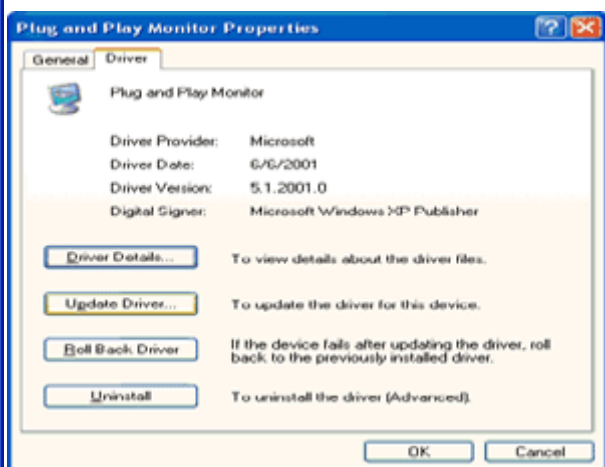 Plug and Play Monitor Properties
General Driver
Plug and Play Monitor
Driver Provider: Microsoft
Driver Date: 6/6/2001
Driver Version: 5.1.2001.0
Digital Signer: Microsoft Windows XP Publisher
Driver Details... To view details about the driver files.
Update Driver... To update the driver for this device.
Roll Back Driver If the device fails after updating the driver, roll
back to the previously installed driver.
Uninstall To uninstall the driver (Advanced).
OK Cancel